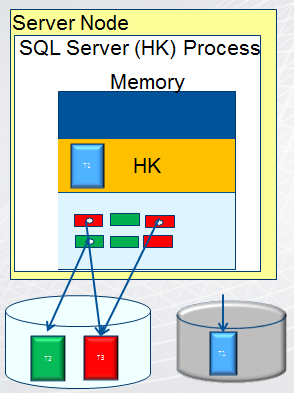 Server Node
SQL Server (HK) Process
Memory
T1
HK
T2
T3
T1